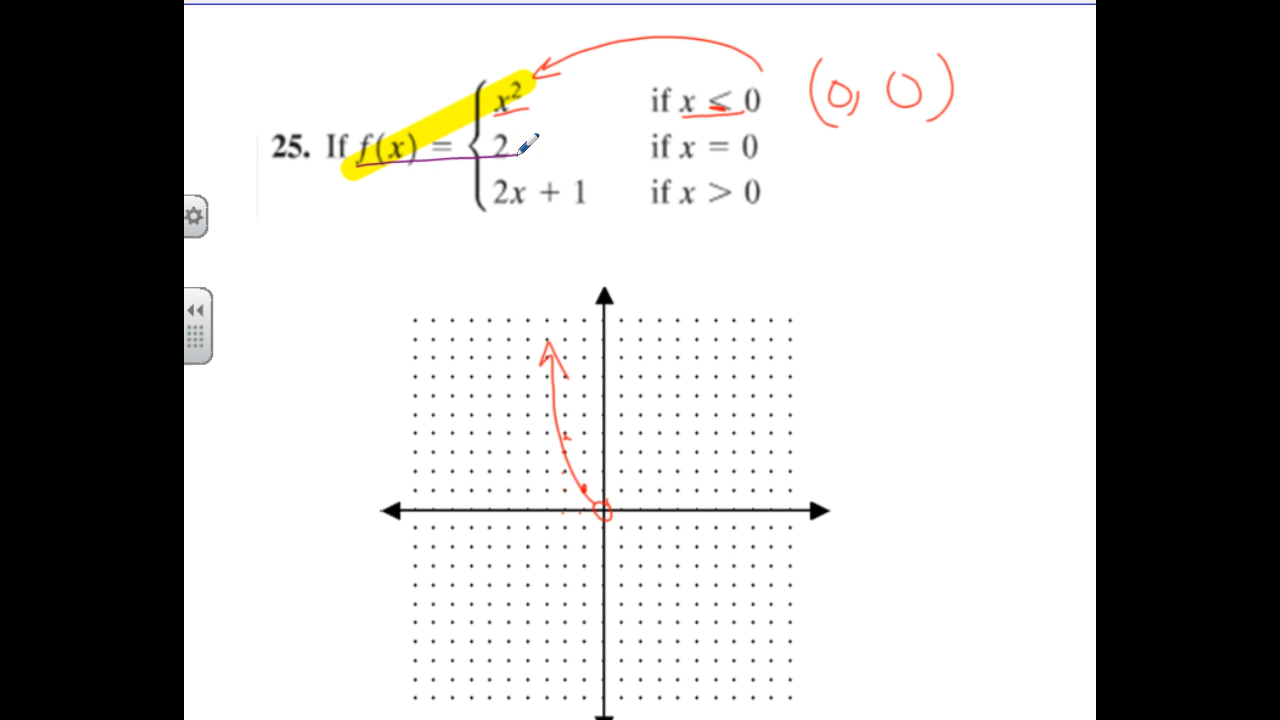 x² if x < 0 (0, 0)
25. If f(x) = { 2 if x = 0
2x + 1 if x > 0